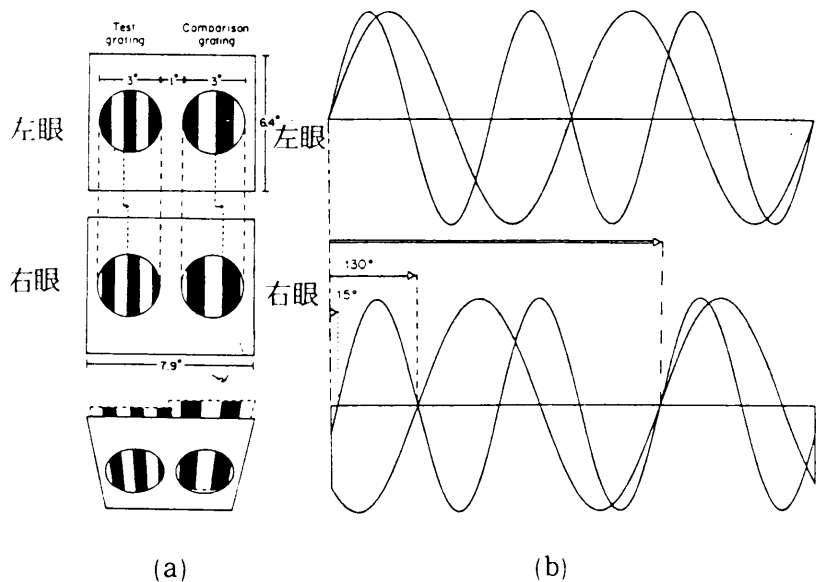 Test grating
Comparison grating
3°
1°
3°
6.4°
左眼
左眼
右眼
右眼
130°
15°
7.9°
(a)
(b)